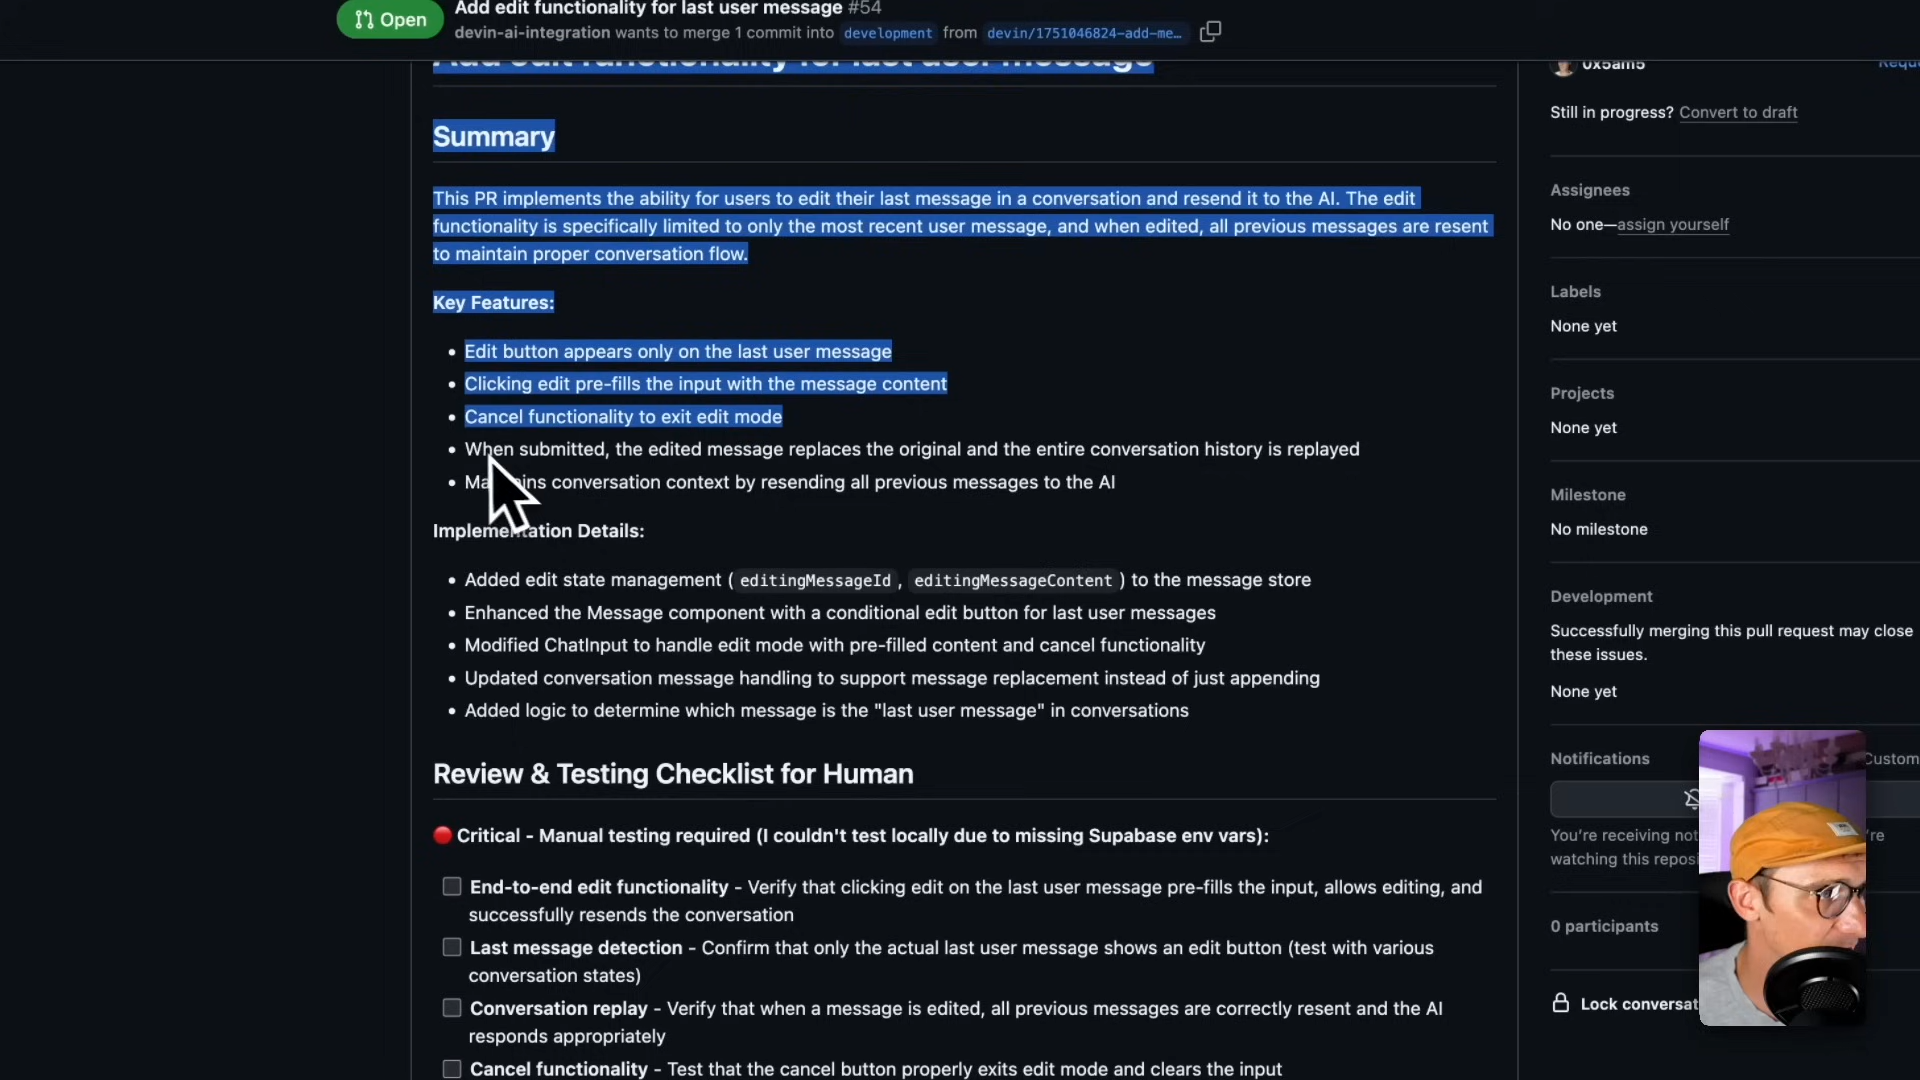 Open
Add edit functionality for last user message #54
devin-ai-integration wants to merge 1 commit into development from devin/1751046824-add-me…
Add edit functionality for last user message
Summary
This PR implements the ability for users to edit their last message in a conversation and resend it to the AI. The edit
functionality is specifically limited to only the most recent user message, and when edited, all previous messages are resent
to maintain proper conversation flow.
Key Features:
• Edit button appears only on the last user message
• Clicking edit pre-fills the input with the message content
• Cancel functionality to exit edit mode
• When submitted, the edited message replaces the original and the entire conversation history is replayed
• conversation context by resending all previous messages to the AI
Implementation Details:
• Added edit state management ( editingMessageId , editingMessageContent ) to the message store
• Enhanced the Message component with a conditional edit button for last user messages
• Modified ChatInput to handle edit mode with pre-filled content and cancel functionality
• Updated conversation message handling to support message replacement instead of just appending
• Added logic to determine which message is the "last user message" in conversations
Review & Testing Checklist for Human
Critical - Manual testing required (I couldn't test locally due to missing Supabase env vars):
End-to-end edit functionality - Verify that clicking edit on the last user message pre-fills the input, allows editing, and
successfully resends the conversation
Last message detection - Confirm that only the actual last user message shows an edit button (test with various
conversation states)
Conversation replay - Verify that when a message is edited, all previous messages are correctly resent and the AI
responds appropriately
Cancel functionality - Test that the cancel button properly exits edit mode and clears the input
0x5am5
Still in progress? Convert to draft
Assignees
No one—assign yourself
Labels
None yet
Projects
None yet
Milestone
No milestone
Development
Successfully merging this pull request may close
these issues.
None yet
Notifications
You're receiving
watching this
0 participants
Lock